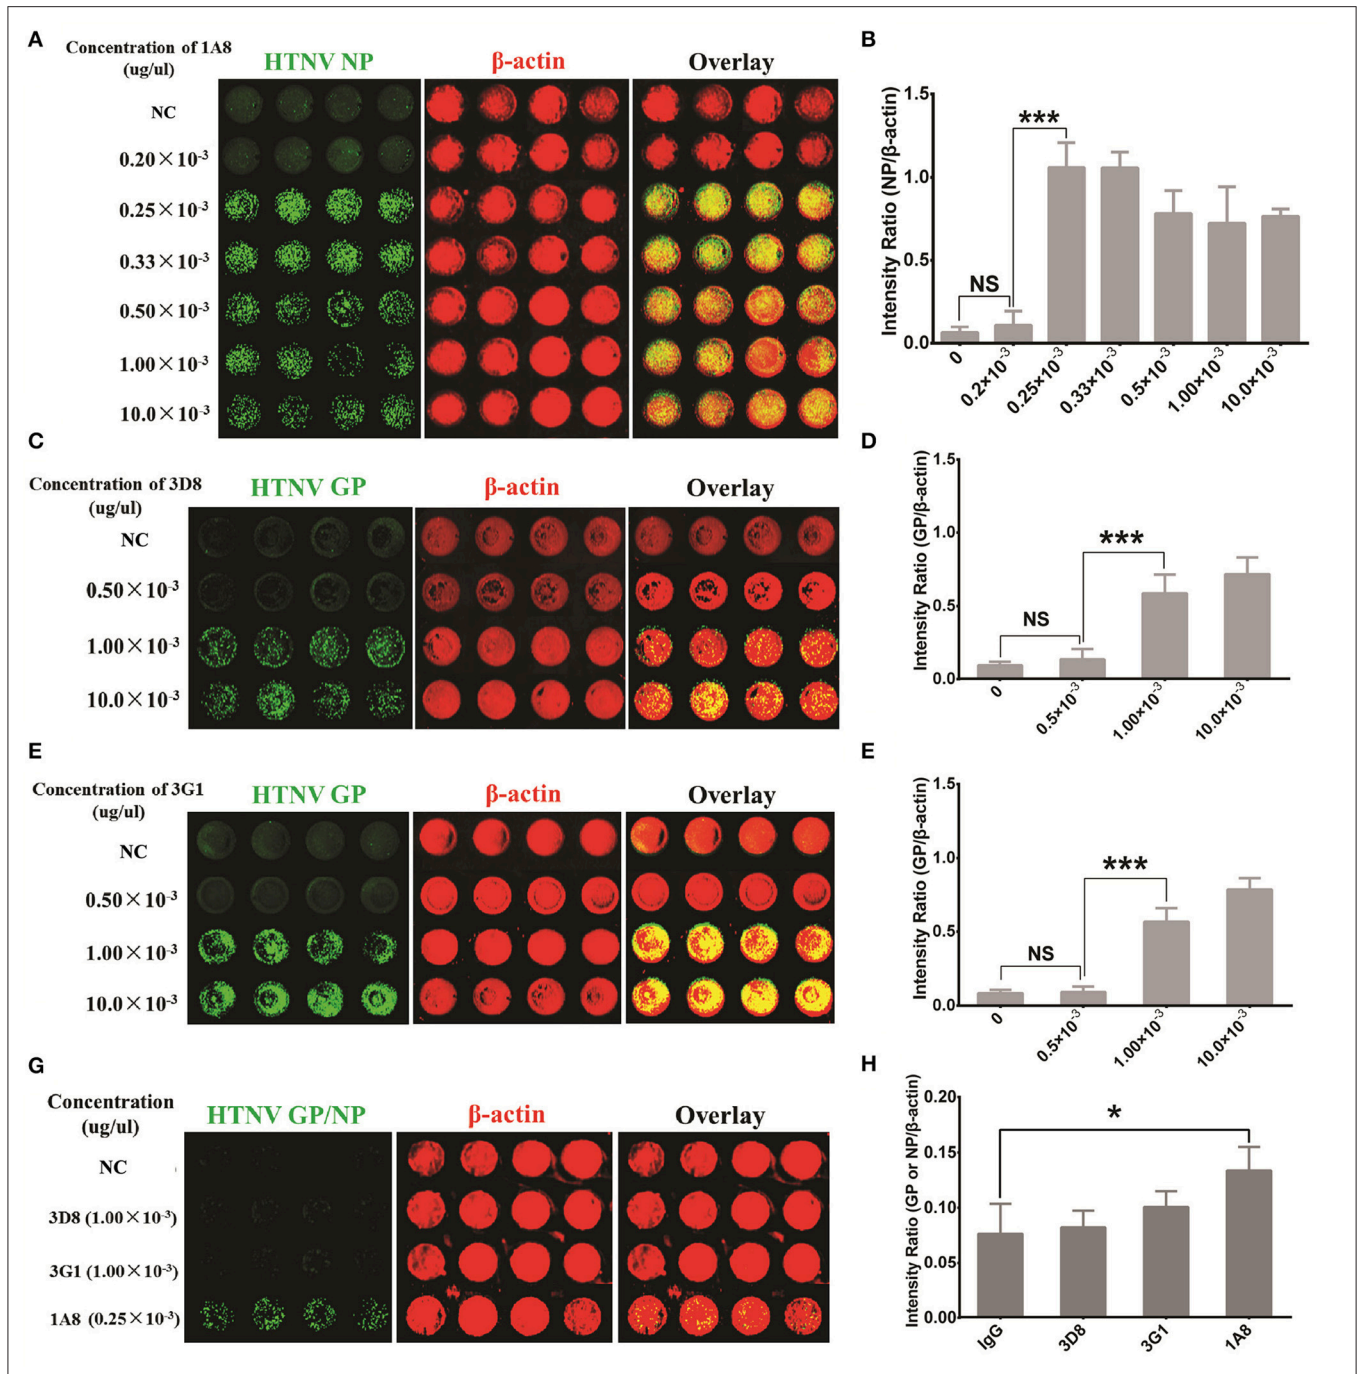 A
Concentration of 1A8
(ug/ul)
HTNV NP
β-actin
Overlay
NC
0.20×10-3
0.25×10-3
0.33×10-3
0.50×10-3
1.00×10-3
10.0×10-3
B
Intensity Ratio (NP/β-actin)
1.5
1.0
0.5
0.0
NS
***
0
0.2×10-3
0.25×10-3
0.33×10-3
0.5×10-3
1.00×10-3
10.0×10-3
C
Concentration of 3D8
(ug/ul)
HTNV GP
β-actin
Overlay
NC
0.50×10-3
1.00×10-3
10.0×10-3
D
Intensity Ratio (GP/β-actin)
1.5
1.0
0.5
0.0
NS
***
0
0.5×10-3
1.00×10-3
10.0×10-3
E
Concentration of 3G1
(ug/ul)
HTNV GP
β-actin
Overlay
NC
0.50×10-3
1.00×10-3
10.0×10-3
E
Intensity Ratio (GP/β-actin)
1.5
1.0
0.5
0.0
NS
***
0
0.5×10-3
1.00×10-3
10.0×10-3
G
Concentration
(ug/ul)
HTNV GP/NP
β-actin
Overlay
NC
3D8 (1.00×10-3)
3G1 (1.00×10-3)
1A8 (0.25×10-3)
H
Intensity Ratio (GP or NP/β-actin)
0.20
0.15
0.10
0.05
0.00
*
IgG
3D8
3G1
1A8